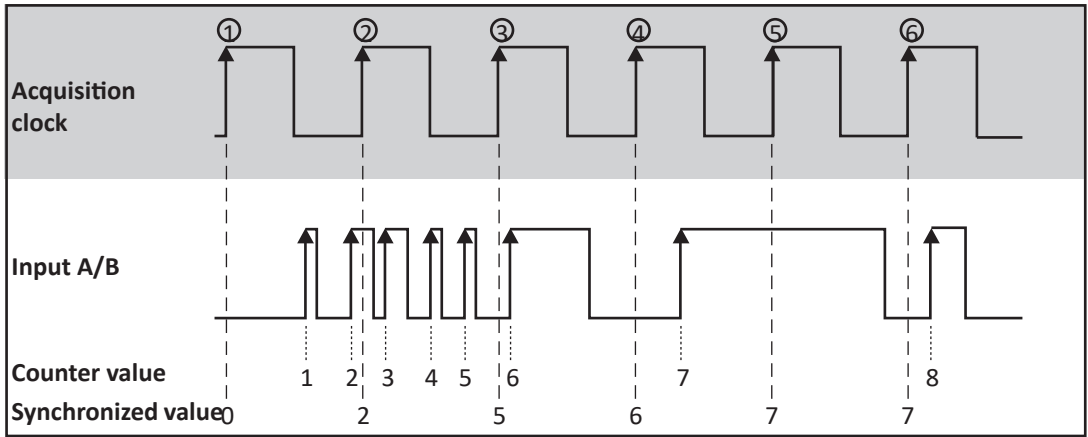 ① ② ③ ④ ⑤ ⑥
Acquisition
clock
Input A/B
Counter value 1 2 3 4 5 6 7 8
Synchronized value 0 2 5 6 7 7